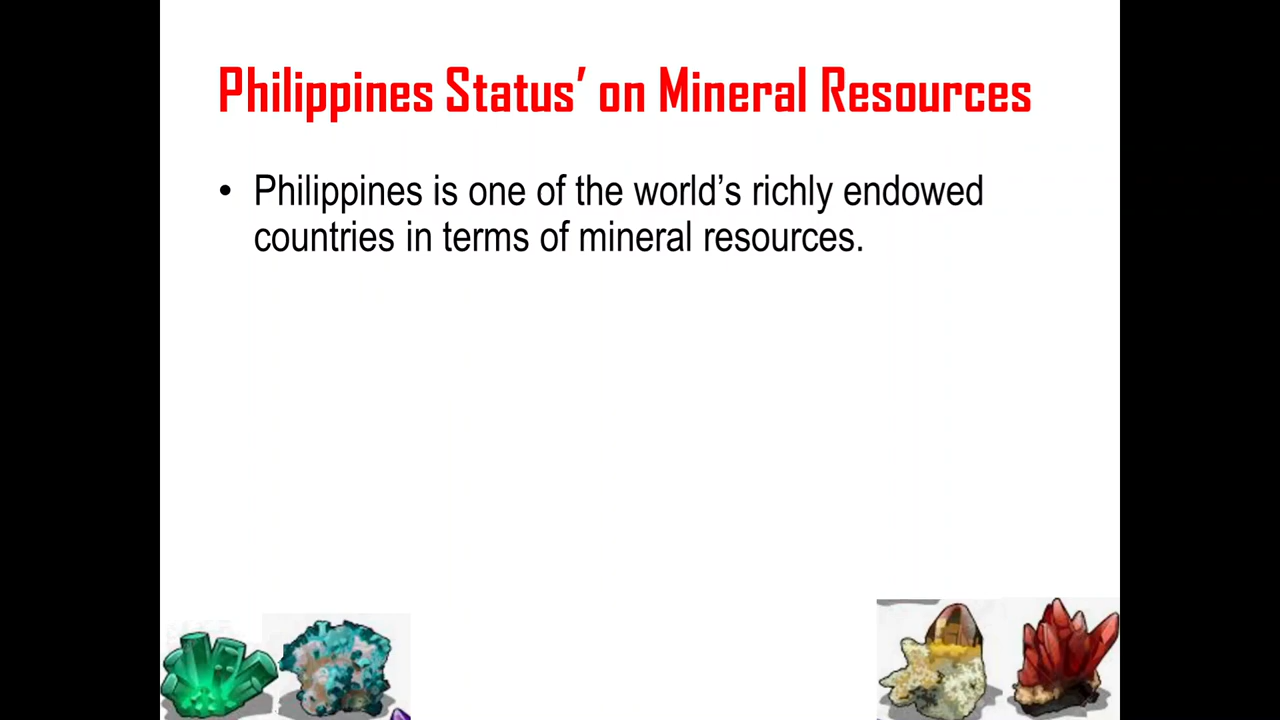 Philippines Status’ on Mineral Resources
• Philippines is one of the world’s richly endowed
countries in terms of mineral resources.